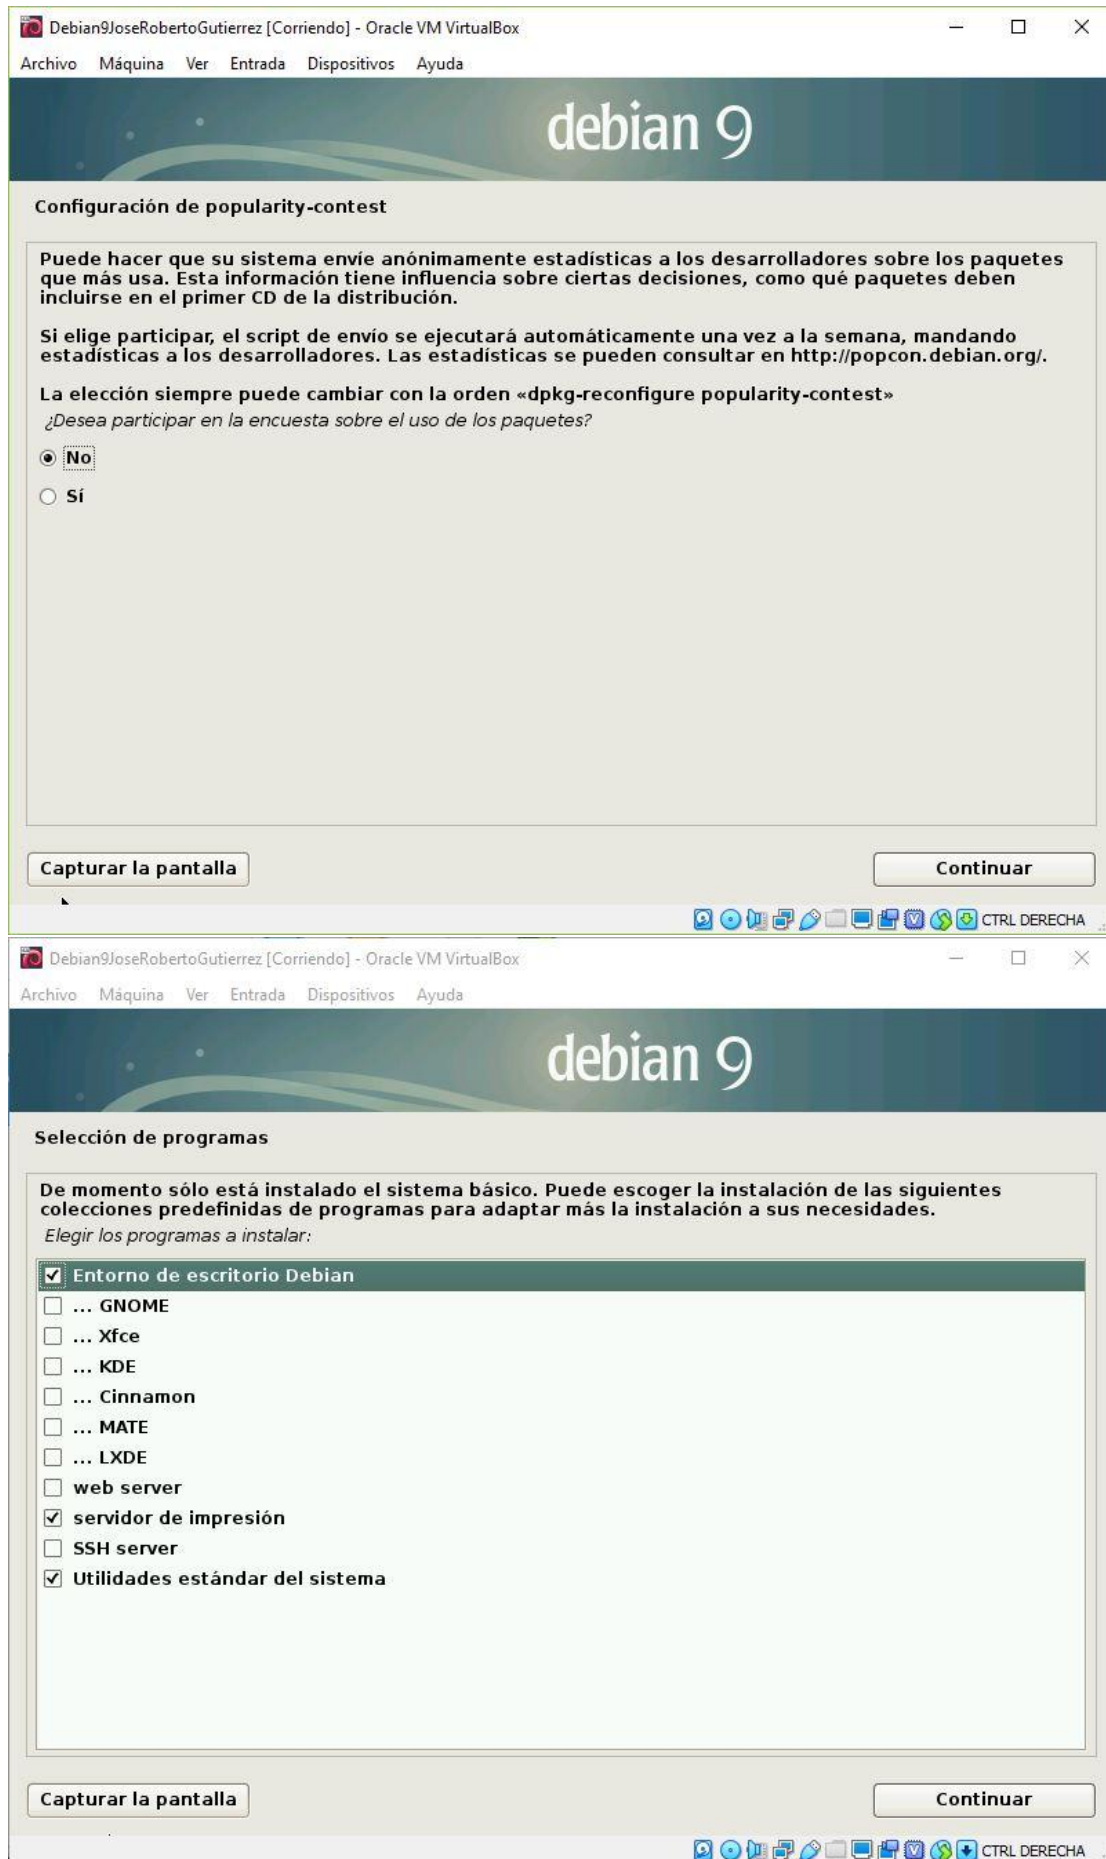 Debian9JoseRobertoGutierrez [Corriendo] - Oracle VM VirtualBox
Archivo Máquina Ver Entrada Dispositivos Ayuda
debian 9
Configuración de popularity-contest
Puede hacer que su sistema envíe anónimamente estadísticas a los desarrolladores sobre los paquetes
que más usa. Esta información tiene influencia sobre ciertas decisiones, como qué paquetes deben
incluirse en el primer CD de la distribución.
Si elige participar, el script de envío se ejecutará automáticamente una vez a la semana, mandando
estadísticas a los desarrolladores. Las estadísticas se pueden consultar en http://popcon.debian.org/.
La elección siempre puede cambiar con la orden «dpkg-reconfigure popularity-contest»
¿Desea participar en la encuesta sobre el uso de los paquetes?
No
Sí
Capturar la pantalla
Continuar
CTRL DERECHA
Debian9JoseRobertoGutierrez [Corriendo] - Oracle VM VirtualBox
Archivo Máquina Ver Entrada Dispositivos Ayuda
debian 9
Selección de programas
De momento sólo está instalado el sistema básico. Puede escoger la instalación de las siguientes
colecciones predefinidas de programas para adaptar más la instalación a sus necesidades.
Elegir los programas a instalar:
Entorno de escritorio Debian
... GNOME
... Xfce
... KDE
... Cinnamon
... MATE
... LXDE
web server
servidor de impresión
SSH server
Utilidades estándar del sistema
Capturar la pantalla
Continuar
CTRL DERECHA